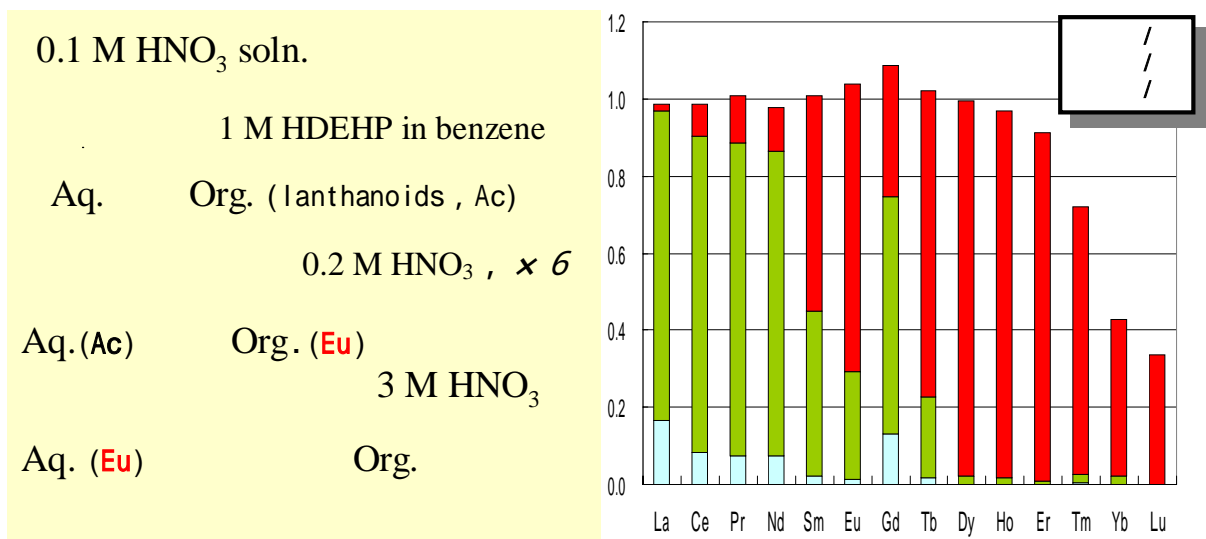 0.1 M HNO₃ soln.
1 M HDEHP in benzene
Aq. Org. (lanthanoids , Ac)
0.2 M HNO₃ , × 6
Aq.(Ac) Org.(Eu)
3 M HNO₃
Aq. (Eu) Org.
1.2
1.0
0.8
0.6
0.4
0.2
0.0
/
/
/
La Ce Pr Nd Sm Eu Gd Tb Dy Ho Er Tm Yb Lu